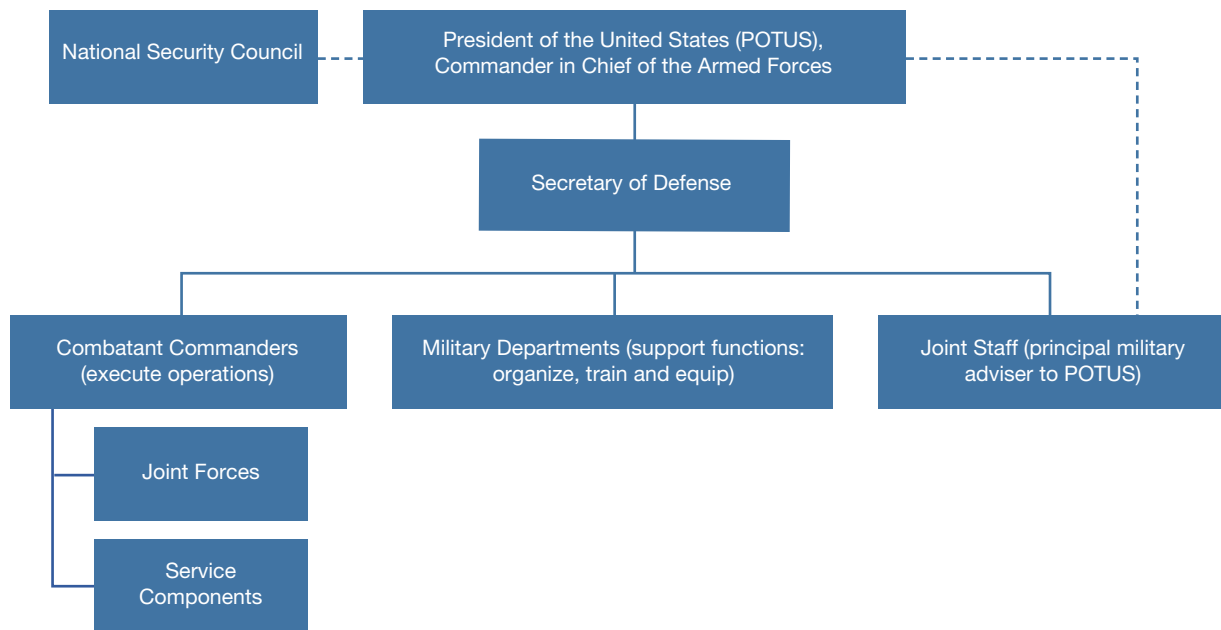 National Security Council
President of the United States (POTUS),
Commander in Chief of the Armed Forces
Secretary of Defense
Combatant Commanders
(execute operations)
Military Departments (support functions:
organize, train and equip)
Joint Staff (principal military
adviser to POTUS)
Joint Forces
Service
Components